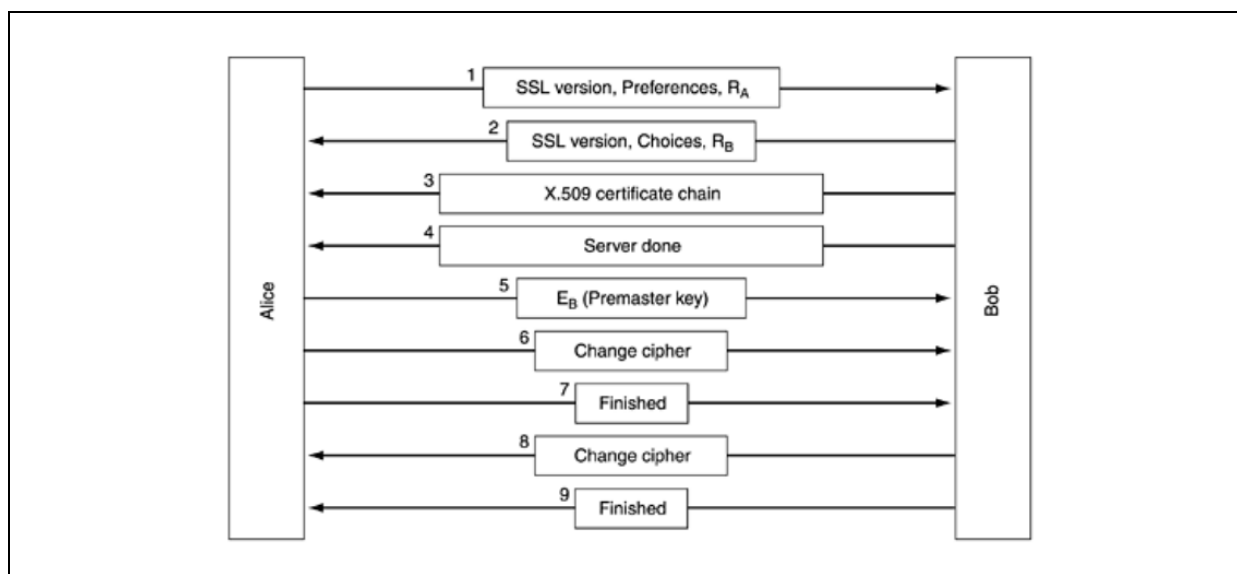 Alice
Bob
1
SSL version, Preferences, RA
2
SSL version, Choices, RB
3
X.509 certificate chain
4
Server done
5
EB (Premaster key)
6
Change cipher
7
Finished
8
Change cipher
9
Finished